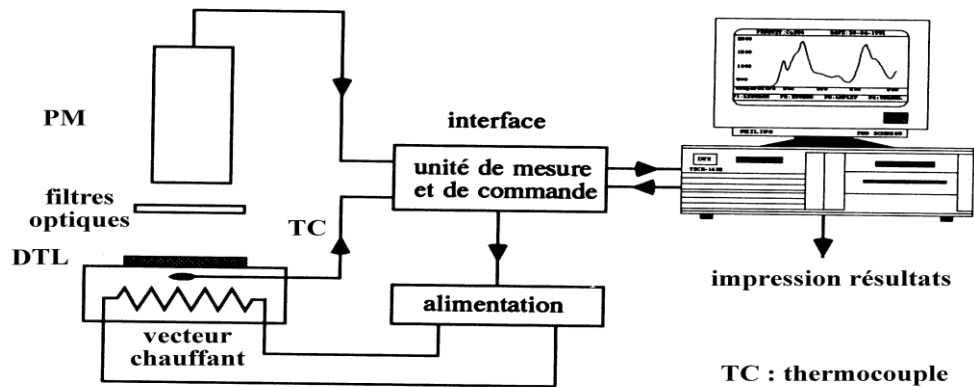 PM
filtres
optiques
DTL
TC
vecteur
chauffant
interface
unité de mesure
et de commande
alimentation
PHILIPS
impression résultats
TC : thermocouple